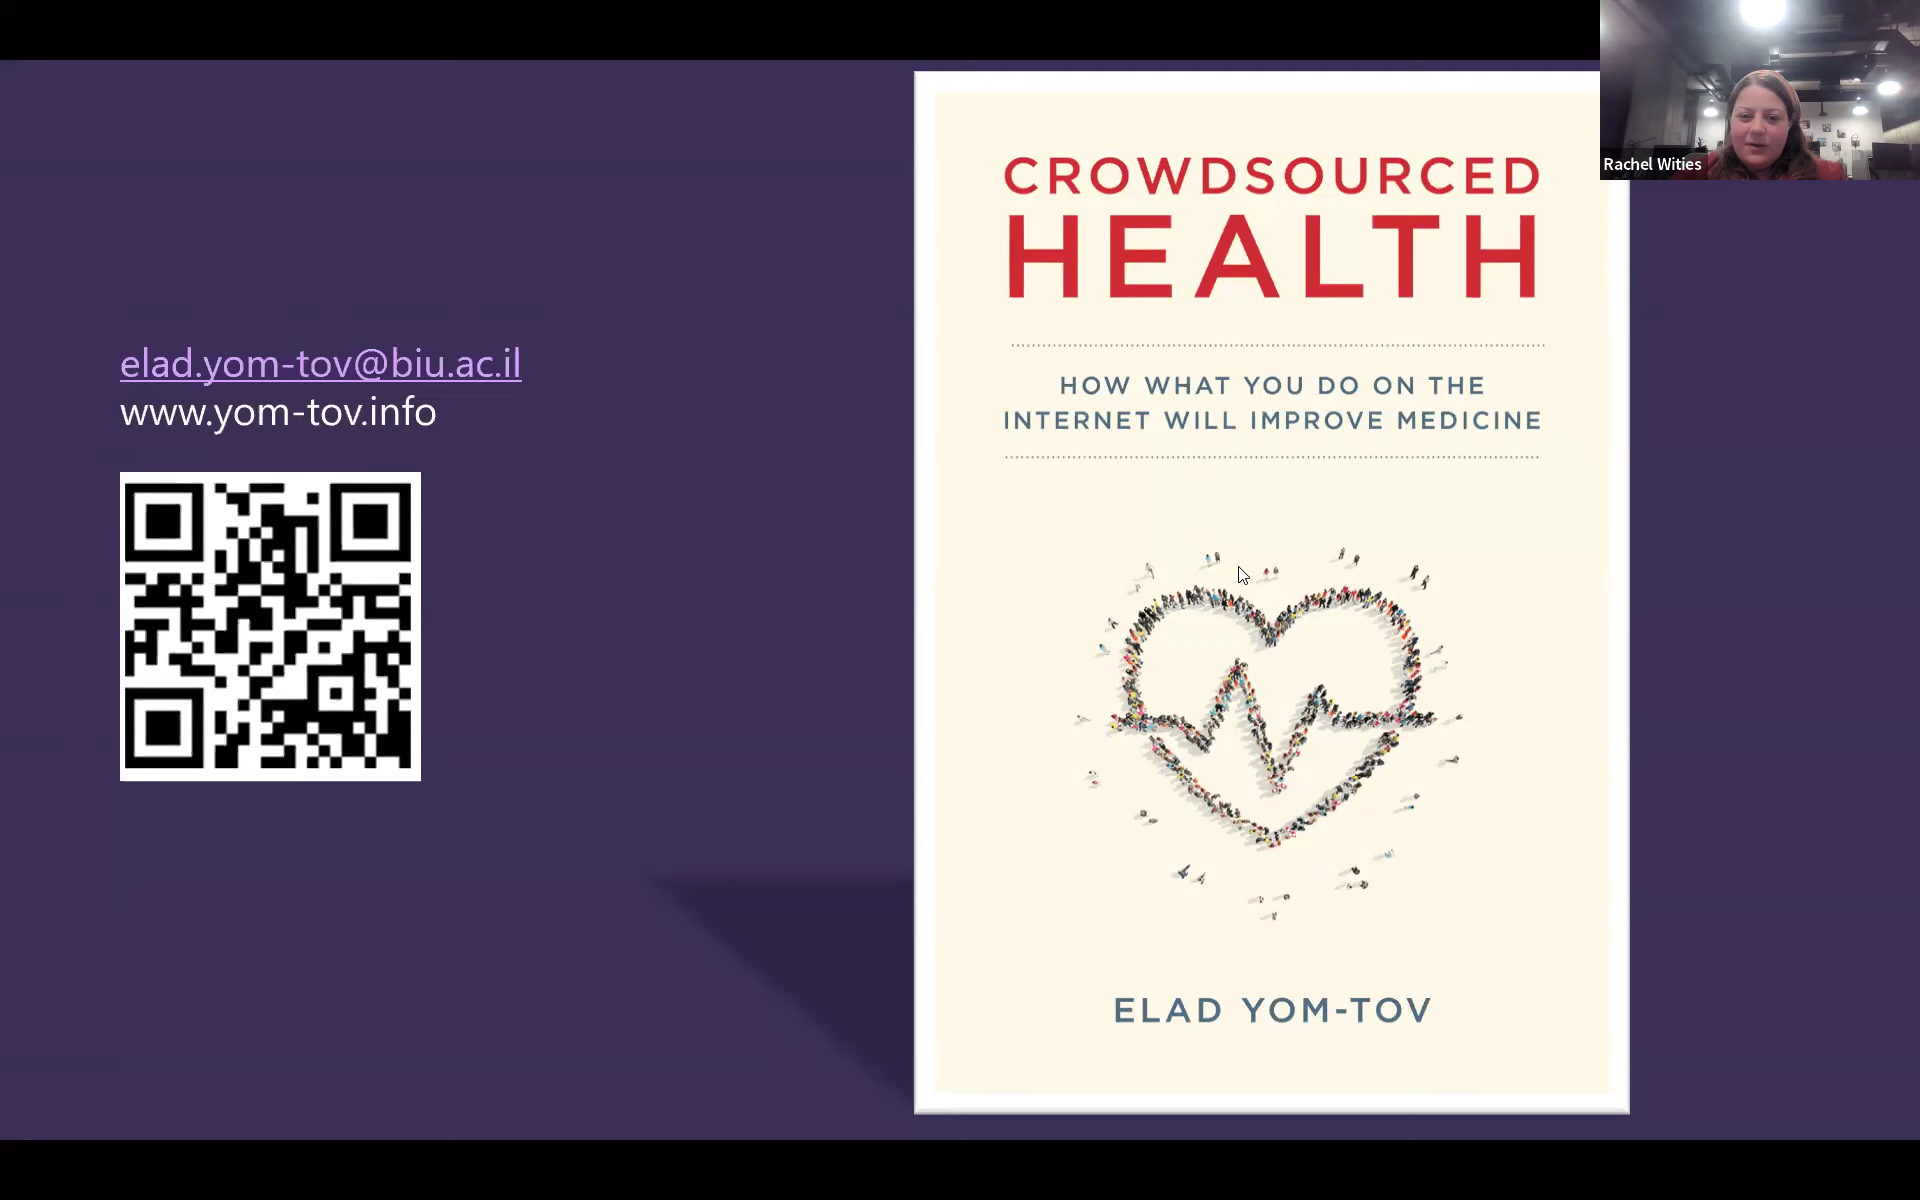 elad.yom-tov@biu.ac.il
www.yom-tov.info
CROWDSOURCED
HEALTH
HOW WHAT YOU DO ON THE
INTERNET WILL IMPROVE MEDICINE
ELAD YOM-TOV
Rachel Wities